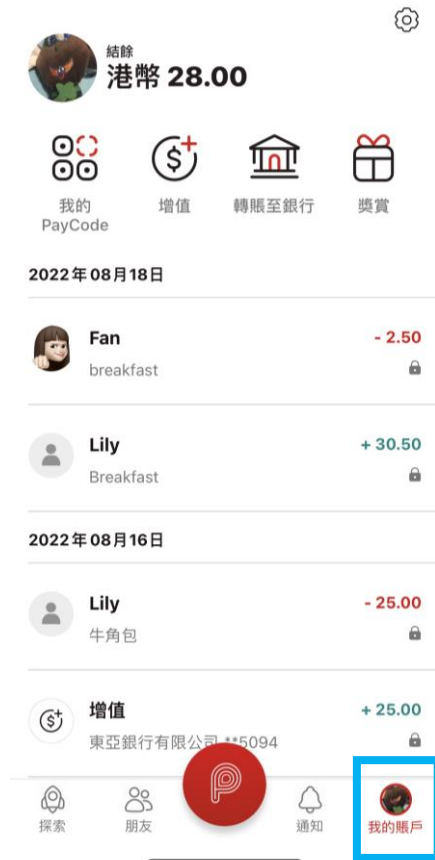 結餘
港幣 28.00
我的
PayCode
增值
轉賬至銀行
獎賞
2022年08月18日
Fan
- 2.50
breakfast
Lily
+ 30.50
Breakfast
2022年08月16日
Lily
- 25.00
牛角包
增值
+ 25.00
東亞銀行有限公司 **5094
探索
朋友
通知
我的賬戶